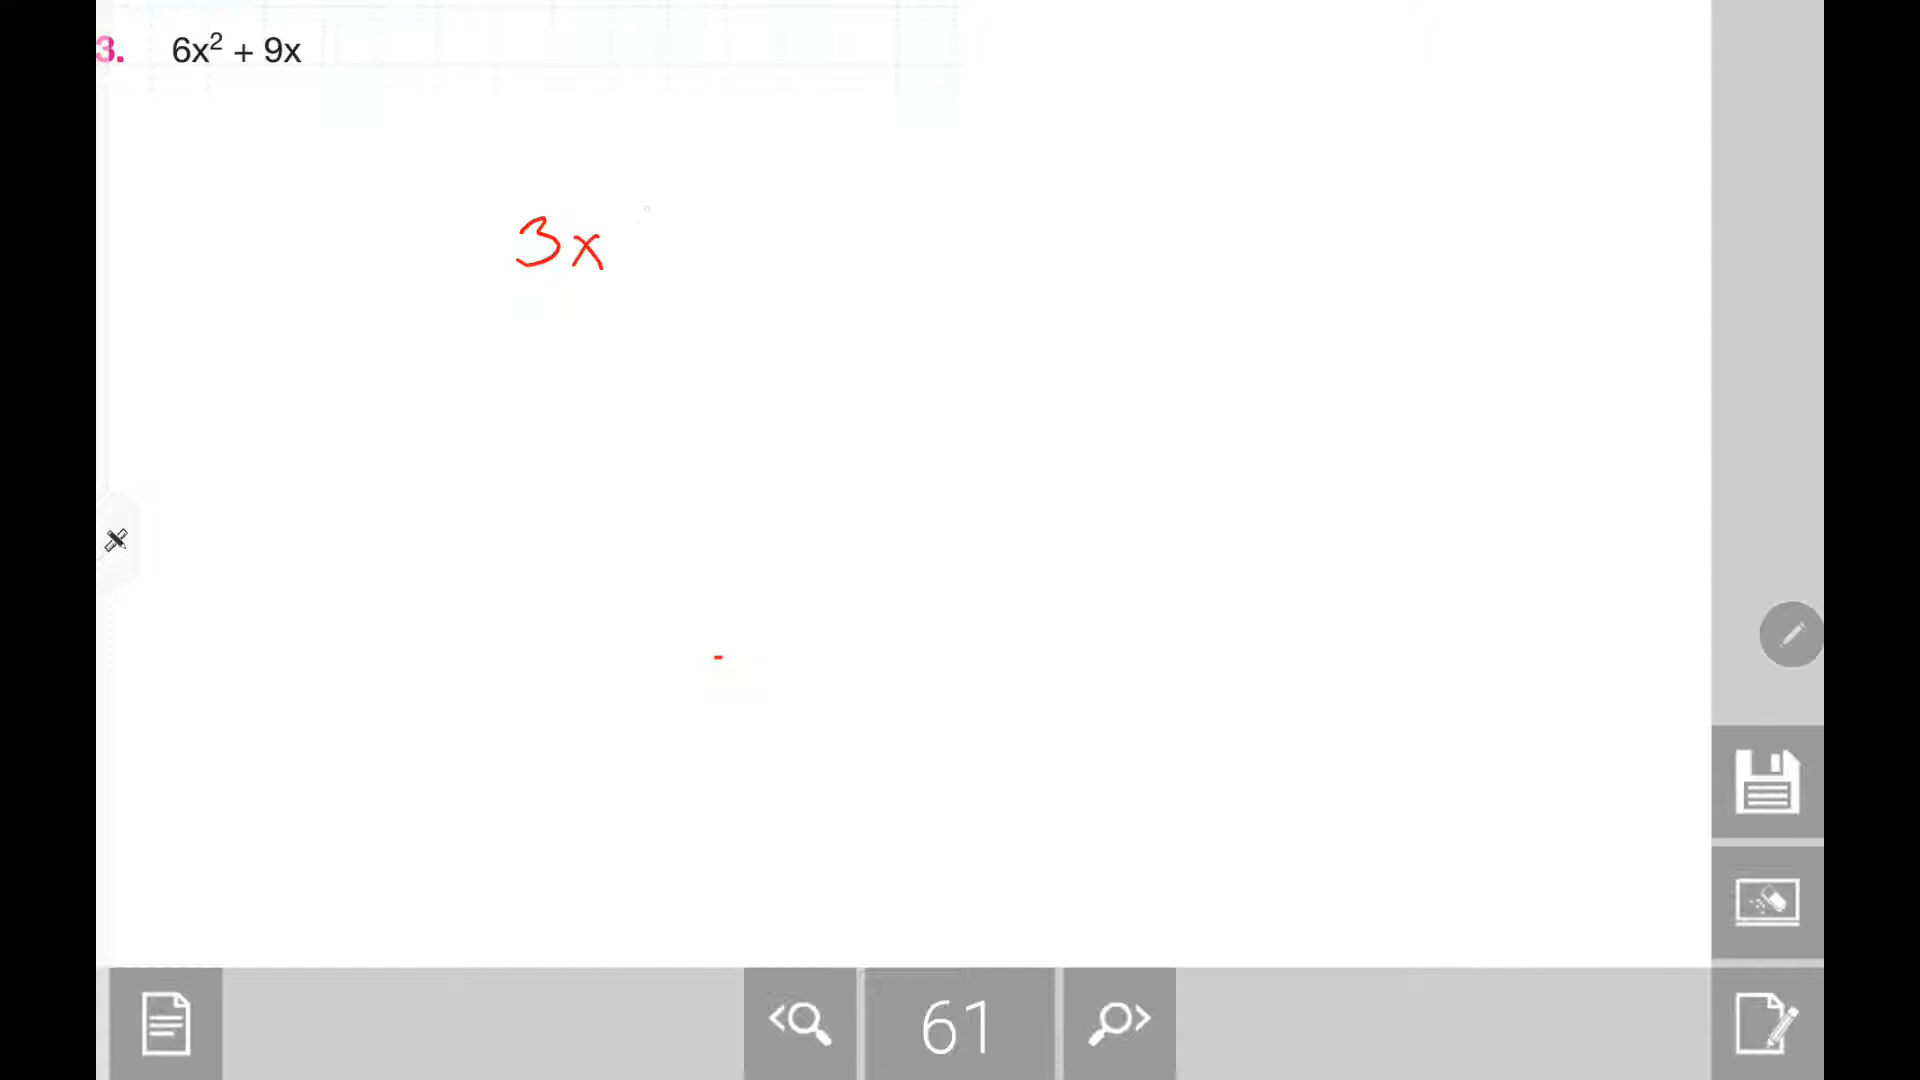 3. 6x² + 9x
3x
-
61